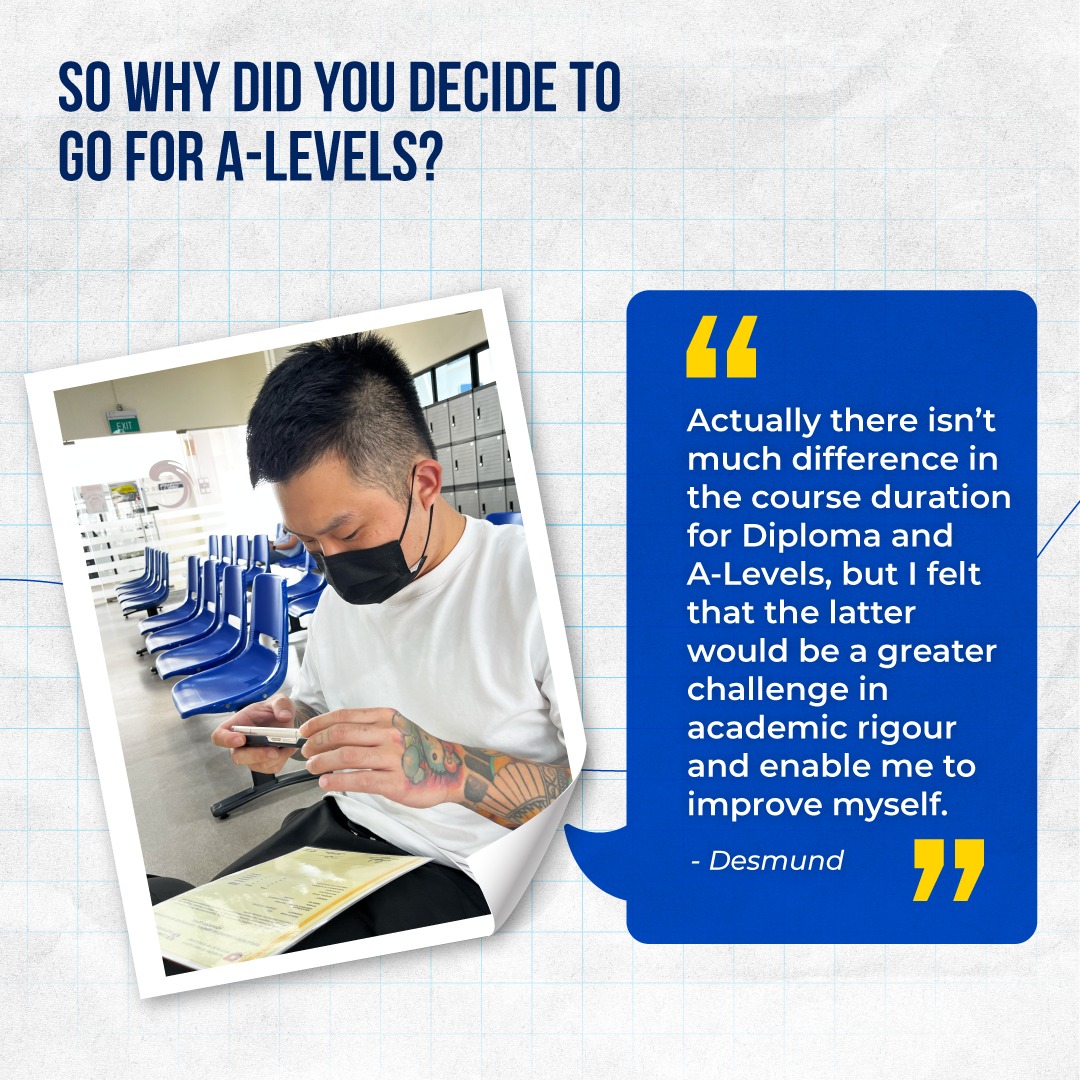 SO WHY DID YOU DECIDE TO
GO FOR A-LEVELS?
EXIT
“
Actually there isn’t
much difference in
the course duration
for Diploma and
A-Levels, but I felt
that the latter
would be a greater
challenge in
academic rigour
and enable me to
improve myself.
- Desmund
”